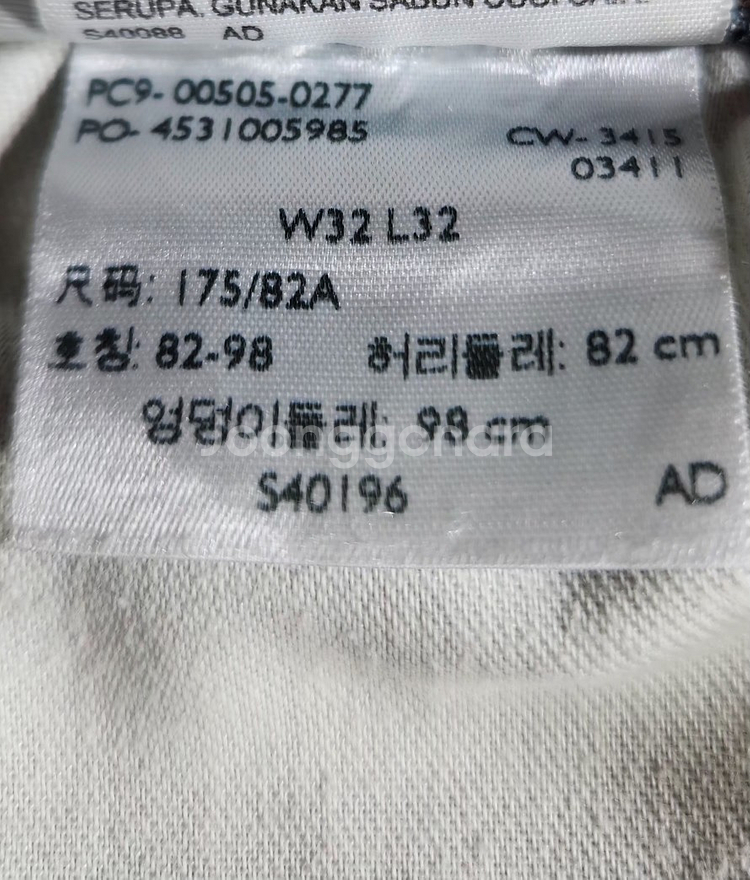 SERUPA. GUNAKAN SABUN
S40088 AD
PC9-00505-0277
PO-4531005985
CW-3415
03411
W32 L32
尺码: 175/82A
호칭: 82-98 허리둘레: 82 cm
엉덩이둘레: 98 cm
Joonggonara
S40196 AD